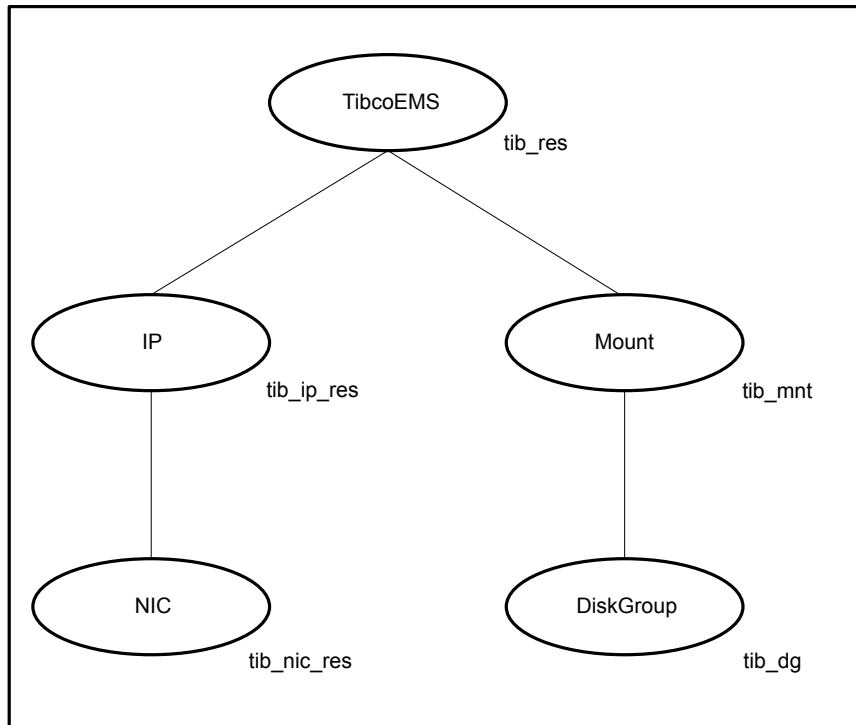 TibcoEMS
tib_res
IP
Mount
tib_ip_res
tib_mnt
NIC
DiskGroup
tib_nic_res
tib_dg